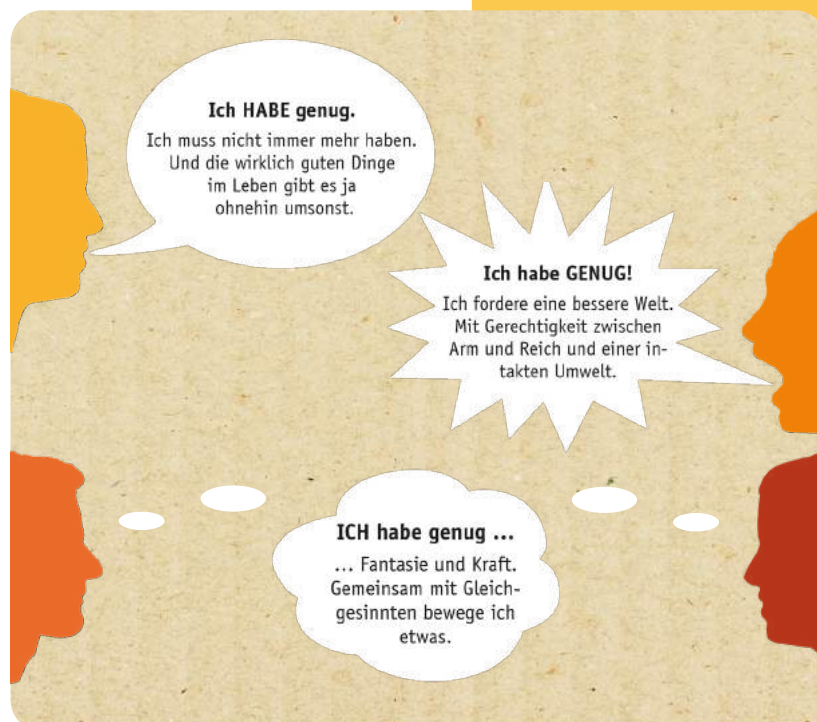 Ich HABE genug.
Ich muss nicht immer mehr haben.
Und die wirklich guten Dinge
im Leben gibt es ja
ohnehin umsonst.
Ich habe GENUG!
Ich fordere eine bessere Welt.
Mit Gerechtigkeit zwischen
Arm und Reich und einer in-
takten Umwelt.
ICH habe genug ...
... Fantasie und Kraft.
Gemeinsam mit Gleich-
gesinnten bewege ich
etwas.